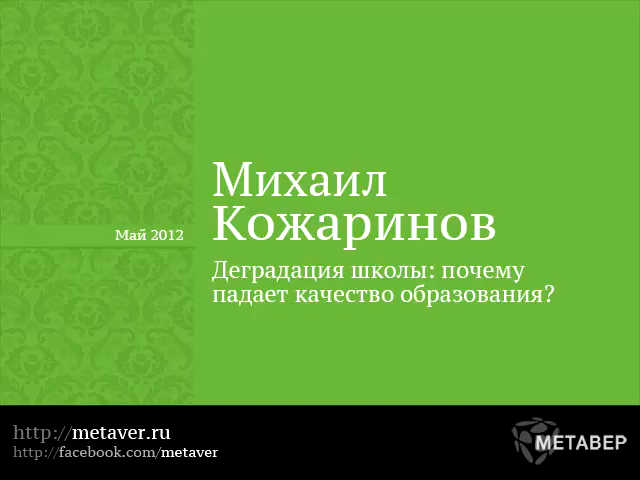 Михаил
Кожаринов
Май 2012
Деградация школы: почему
падает качество образования?
http://metaver.ru
http://facebook.com/metaver
МЕТАВЕР